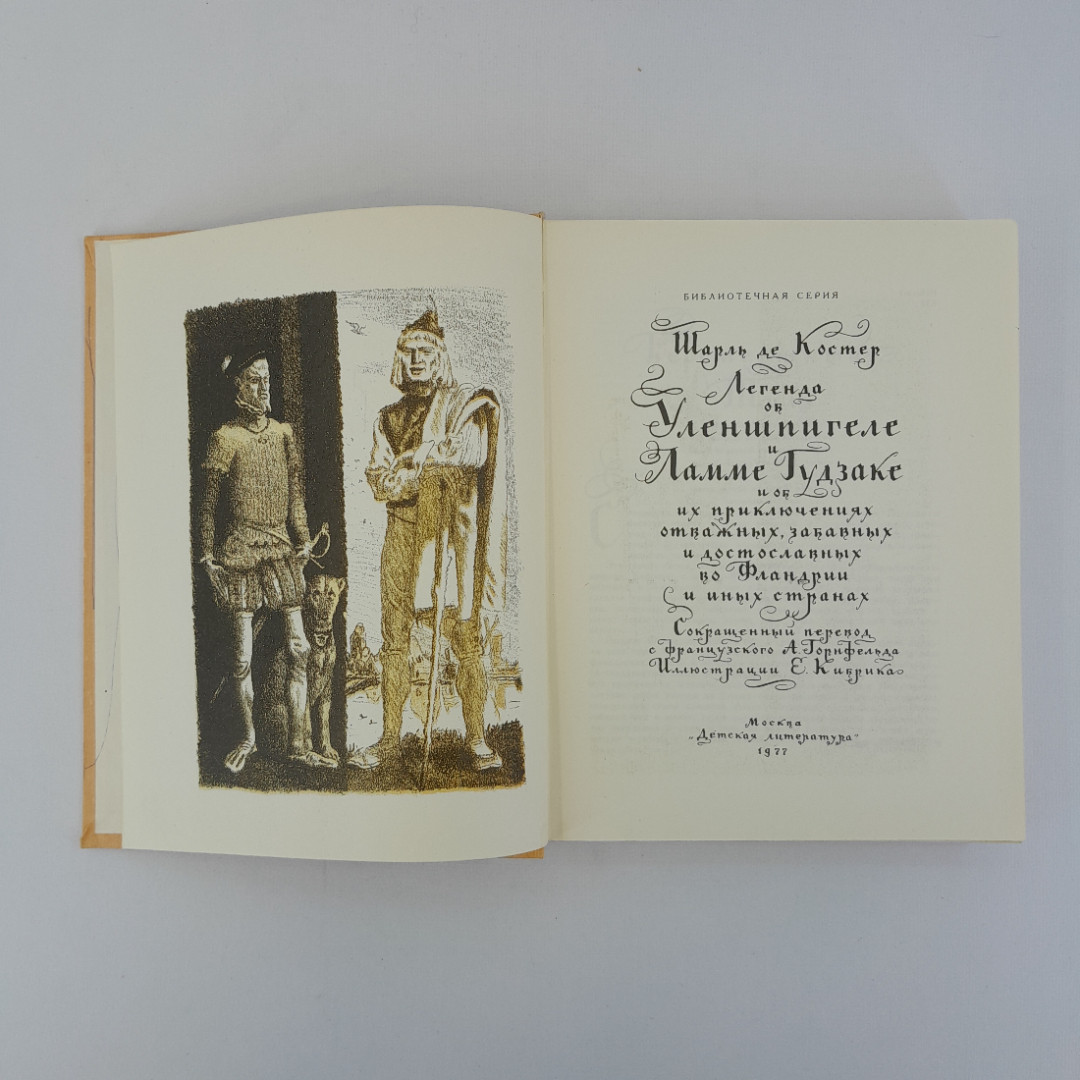 БИБЛИОТЕЧНАЯ СЕРИЯ
Шарль де Костер
Легенда
об
Уленшпигеле
и
Ламме Гудзаке
и об
их приключениях
отважных, забавных
и достославных
во Фландрии
и иных странах
Сокращенный перевод
с французского А. Горнфельда
Иллюстрации Е. Кибрика
Москва
„Детская литература"
1977